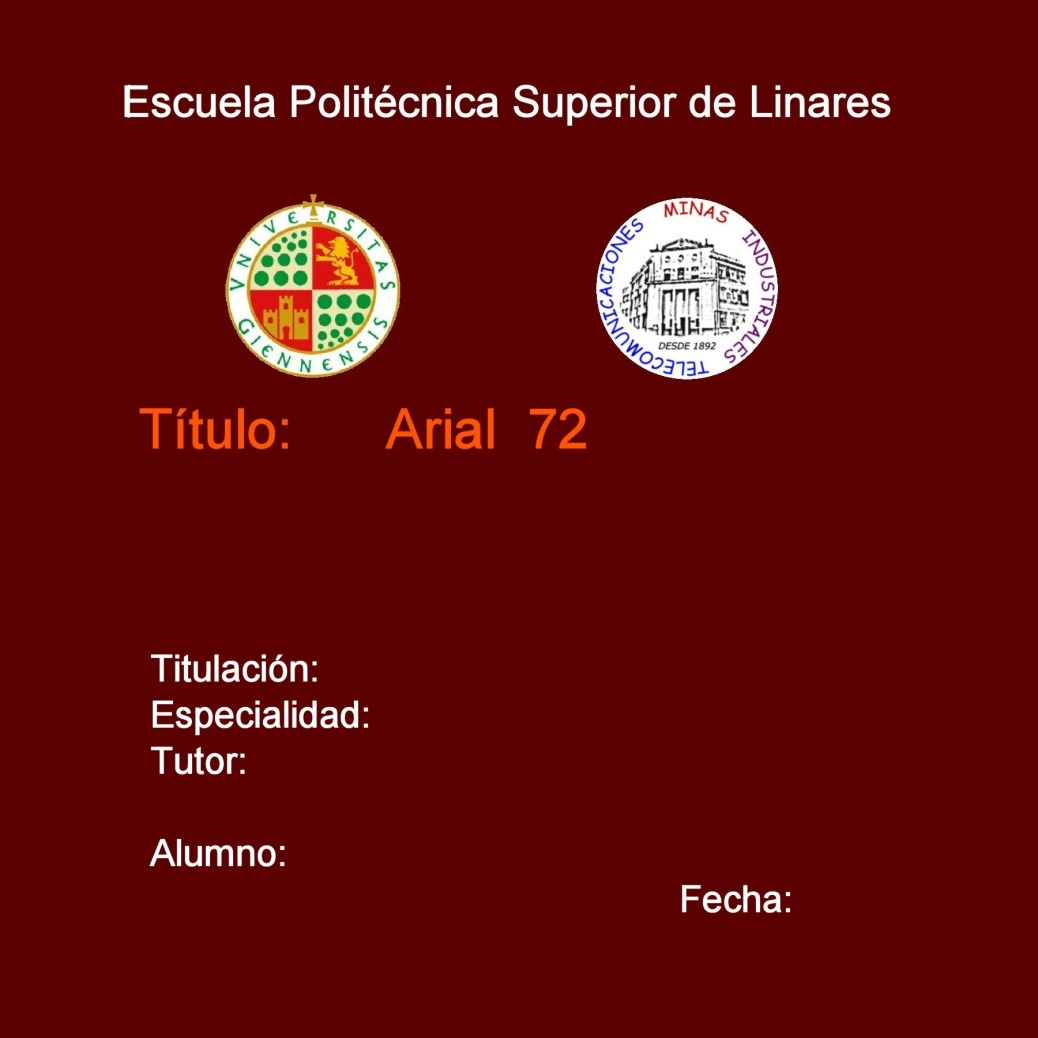 Escuela Politécnica Superior de Linares
VNIVERSITAS GIENNENSIS
MINAS INDUSTRIALES TELECOMUNICACIONES
DESDE 1892
Título: Arial 72
Titulación:
Especialidad:
Tutor:
Alumno:
Fecha: